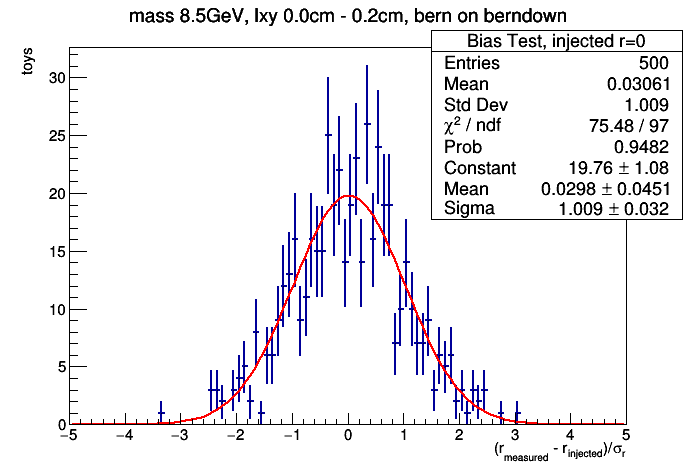 mass 8.5GeV, lxy 0.0cm - 0.2cm, bern on berndown
Bias Test, injected r=0
Entries 500
Mean 0.03061
Std Dev 1.009
χ² / ndf 75.48 / 97
Prob 0.9482
Constant 19.76 ± 1.08
Mean 0.0298 ± 0.0451
Sigma 1.009 ± 0.032
toys
30
25
20
15
10
5
0
−5 −4 −3 −2 −1 0 1 2 3 4 5
(r_measured - r_injected)/σ_r